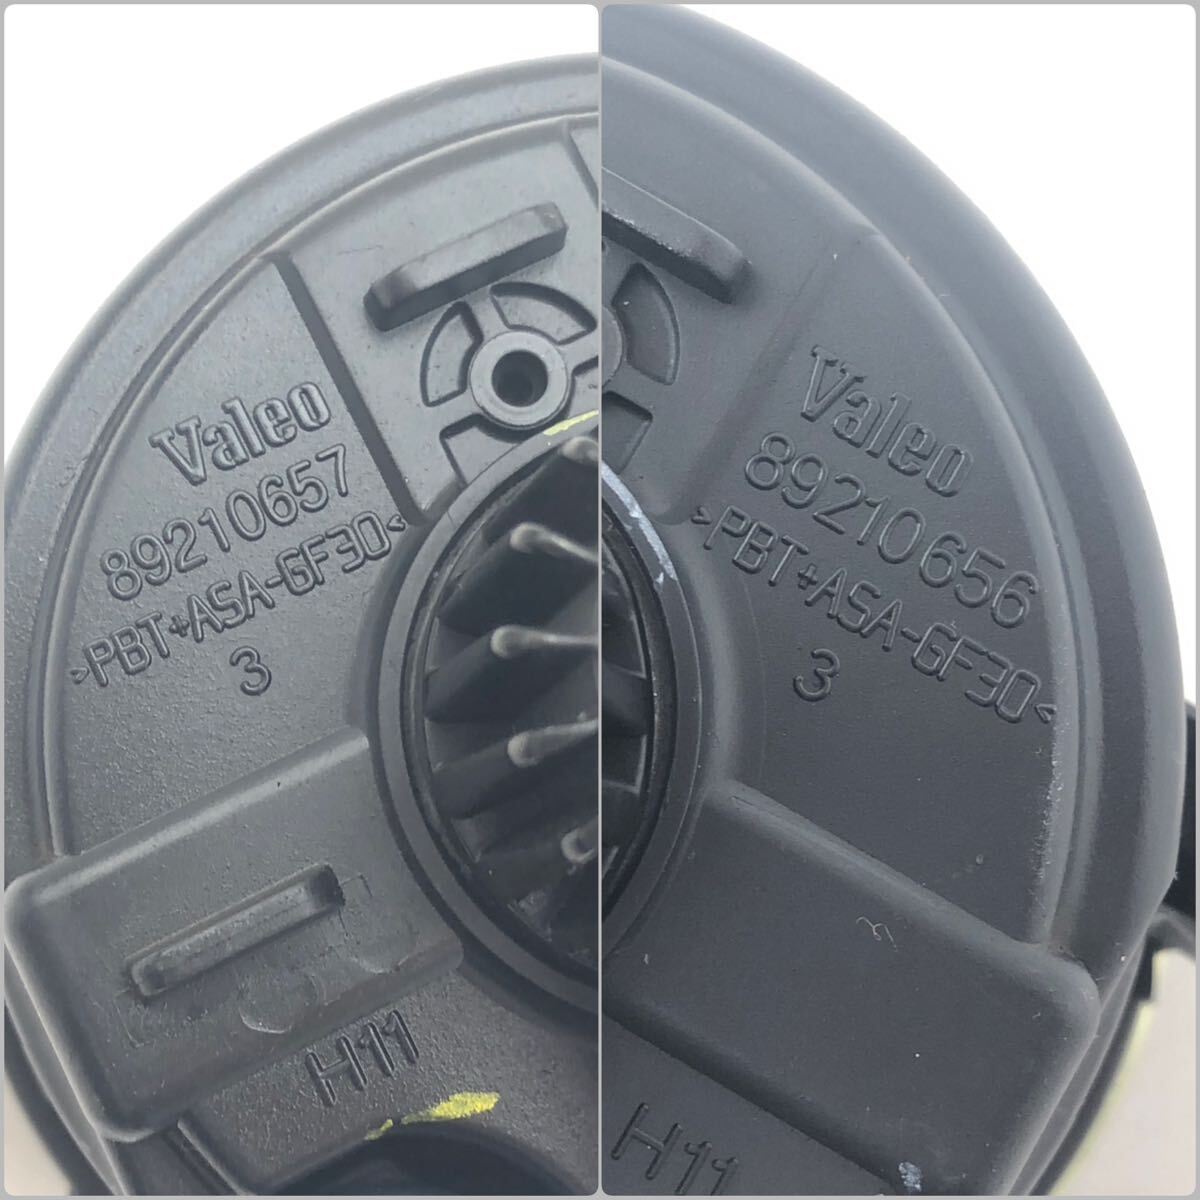 Valeo
89210657
>PBT+ASA-GF30<
3
H11
Valeo
89210656
>PBT+ASA-GF30<
3
H11